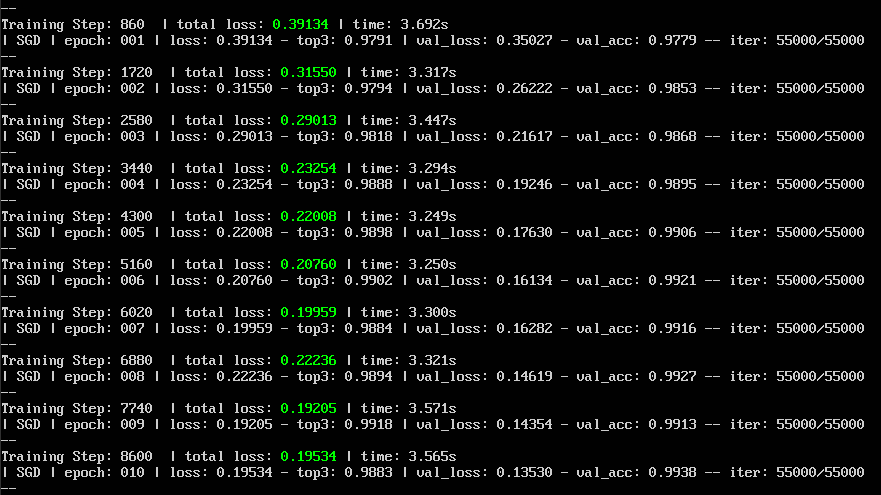 --
Training Step: 860  | total loss: 0.39134 | time: 3.692s
| SGD | epoch: 001 | loss: 0.39134 - top3: 0.9791 | val_loss: 0.35027 - val_acc: 0.9779 -- iter: 55000/55000
--
Training Step: 1720  | total loss: 0.31550 | time: 3.317s
| SGD | epoch: 002 | loss: 0.31550 - top3: 0.9794 | val_loss: 0.26222 - val_acc: 0.9853 -- iter: 55000/55000
--
Training Step: 2580  | total loss: 0.29013 | time: 3.447s
| SGD | epoch: 003 | loss: 0.29013 - top3: 0.9818 | val_loss: 0.21617 - val_acc: 0.9868 -- iter: 55000/55000
--
Training Step: 3440  | total loss: 0.23254 | time: 3.294s
| SGD | epoch: 004 | loss: 0.23254 - top3: 0.9888 | val_loss: 0.19246 - val_acc: 0.9895 -- iter: 55000/55000
--
Training Step: 4300  | total loss: 0.22008 | time: 3.249s
| SGD | epoch: 005 | loss: 0.22008 - top3: 0.9898 | val_loss: 0.17630 - val_acc: 0.9906 -- iter: 55000/55000
--
Training Step: 5160  | total loss: 0.20760 | time: 3.250s
| SGD | epoch: 006 | loss: 0.20760 - top3: 0.9902 | val_loss: 0.16134 - val_acc: 0.9921 -- iter: 55000/55000
--
Training Step: 6020  | total loss: 0.19959 | time: 3.300s
| SGD | epoch: 007 | loss: 0.19959 - top3: 0.9884 | val_loss: 0.16282 - val_acc: 0.9916 -- iter: 55000/55000
--
Training Step: 6880  | total loss: 0.22236 | time: 3.321s
| SGD | epoch: 008 | loss: 0.22236 - top3: 0.9894 | val_loss: 0.14619 - val_acc: 0.9927 -- iter: 55000/55000
--
Training Step: 7740  | total loss: 0.19205 | time: 3.571s
| SGD | epoch: 009 | loss: 0.19205 - top3: 0.9918 | val_loss: 0.14354 - val_acc: 0.9913 -- iter: 55000/55000
--
Training Step: 8600  | total loss: 0.19534 | time: 3.565s
| SGD | epoch: 010 | loss: 0.19534 - top3: 0.9883 | val_loss: 0.13530 - val_acc: 0.9938 -- iter: 55000/55000
--